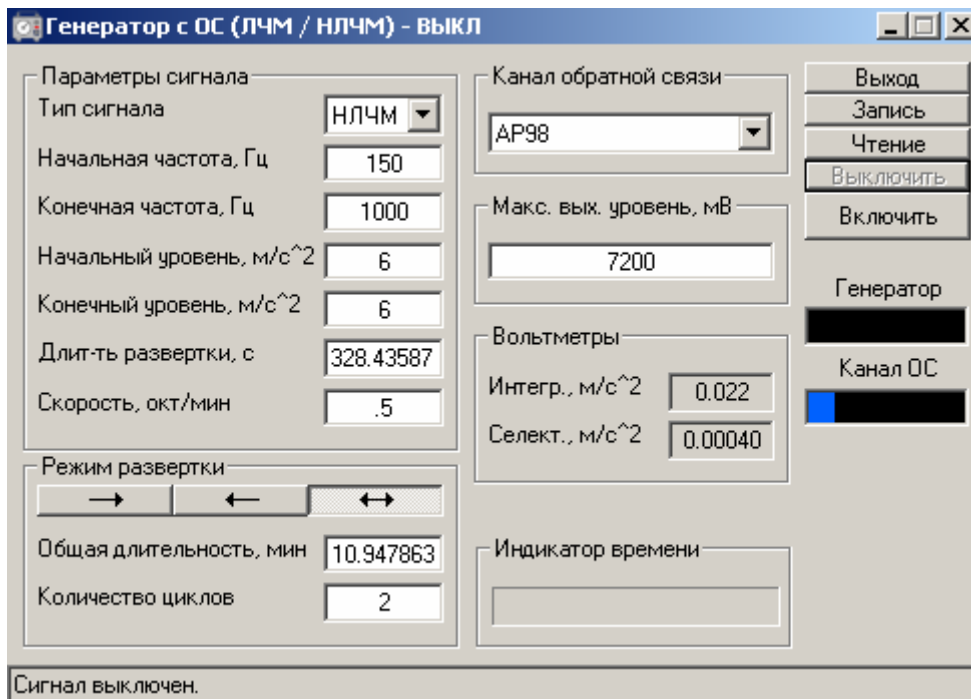 Генератор с ОС (ЛЧМ / НЛЧМ) - ВЫКЛ
Параметры сигнала
Тип сигнала НЛЧМ
Начальная частота, Гц 150
Конечная частота, Гц 1000
Начальный уровень, м/с^2 6
Конечный уровень, м/с^2 6
Длит-ть развертки, с 328.43587
Скорость, окт/мин .5
Режим развертки
Общая длительность, мин 10.947863
Количество циклов 2
Канал обратной связи
АР98
Макс. вых. уровень, мВ
7200
Вольтметры
Интегр., м/с^2 0.022
Селект., м/с^2 0.00040
Индикатор времени
Выход
Запись
Чтение
Выключить
Включить
Генератор
Канал ОС
Сигнал выключен.